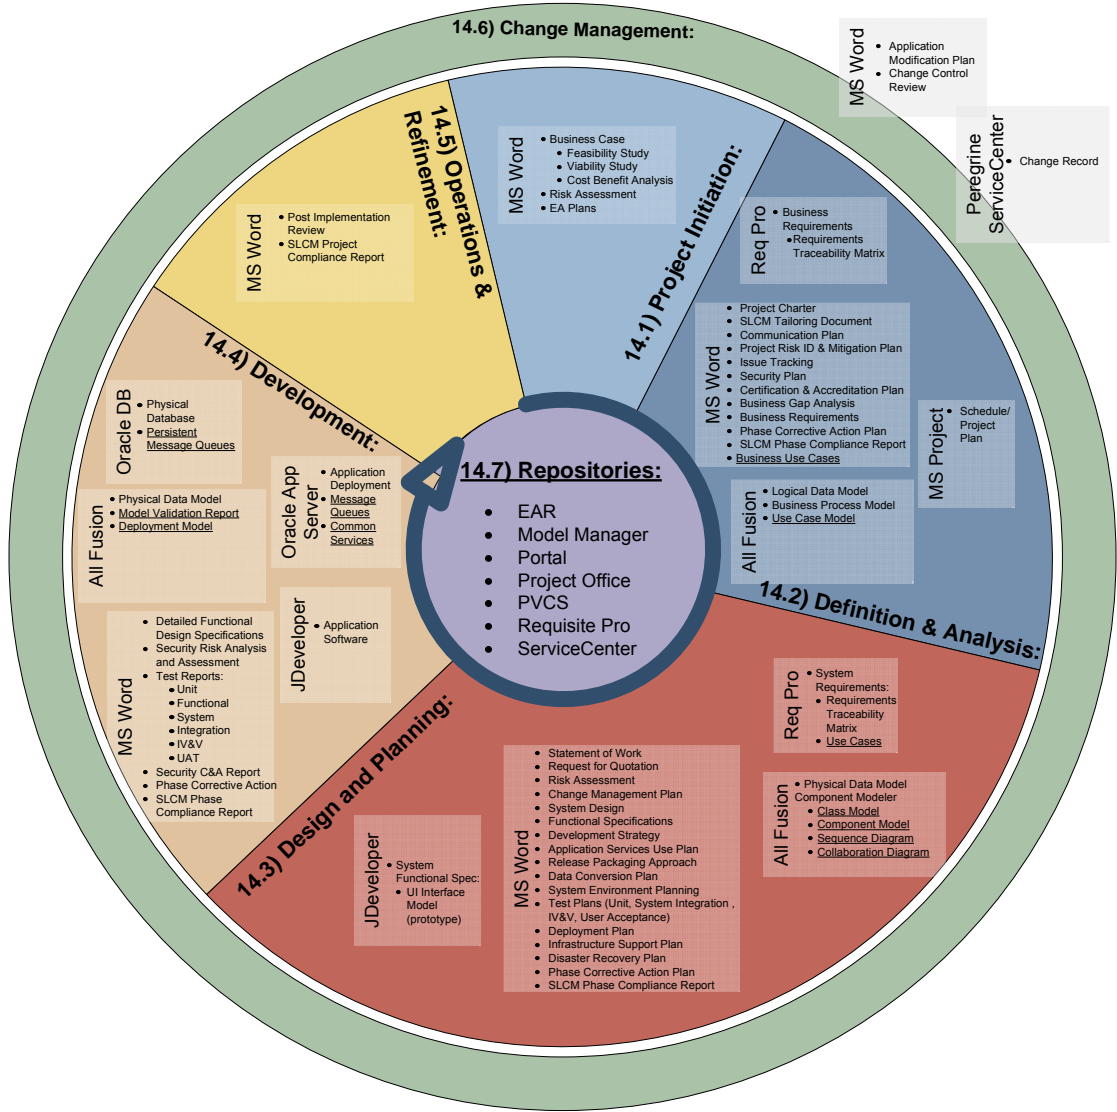 14.6) Change Management:
MS Word
• Application
Modification Plan
• Change Control
Review
Peregrine
ServiceCenter
• Change Record
14.1) Project Initiation:
MS Word
• Business Case
• Feasibility Study
• Viability Study
• Cost Benefit Analysis
• Risk Assessment
• EA Plans
14.2) Definition & Analysis:
Req Pro
• Business
Requirements
• Requirements
Traceability Matrix
MS Word
• Project Charter
• SLCM Tailoring Document
• Communication Plan
• Project Risk ID & Mitigation Plan
• Issue Tracking
• Security Plan
• Certification & Accreditation Plan
• Business Gap Analysis
• Business Requirements
• Phase Corrective Action Plan
• SLCM Phase Compliance Report
• Business Use Cases
MS Project
• Schedule/
Project
Plan
All Fusion
• Logical Data Model
• Business Process Model
• Use Case Model
14.3) Design and Planning:
Req Pro
• System
Requirements:
• Requirements
Traceability
Matrix
• Use Cases
All Fusion
• Physical Data Model
Component Modeler
• Class Model
• Component Model
• Sequence Diagram
• Collaboration Diagram
MS Word
• Statement of Work
• Request for Quotation
• Risk Assessment
• Change Management Plan
• System Design
• Functional Specifications
• Development Strategy
• Application Services Use Plan
• Release Packaging Approach
• Data Conversion Plan
• System Environment Planning
• Test Plans (Unit, System Integration ,
IV&V, User Acceptance)
• Deployment Plan
• Infrastructure Support Plan
• Disaster Recovery Plan
• Phase Corrective Action Plan
• SLCM Phase Compliance Report
JDeveloper
• System
Functional Spec:
• UI Interface
Model
(prototype)
14.4) Development:
Oracle DB
• Physical
Database
• Persistent
Message Queues
Oracle App
Server
• Application
Deployment
• Message
Queues
• Common
Services
All Fusion
• Physical Data Model
• Model Validation Report
• Deployment Model
JDeveloper
• Application
Software
MS Word
• Detailed Functional
Design Specifications
• Security Risk Analysis
and Assessment
• Test Reports:
• Unit
• Functional
• System
• Integration
• IV&V
• UAT
• Security C&A Report
• Phase Corrective Action
• SLCM Phase
Compliance Report
14.5) Operations &
Refinement:
MS Word
• Post Implementation
Review
• SLCM Project
Compliance Report
14.7) Repositories:
• EAR
• Model Manager
• Portal
• Project Office
• PVCS
• Requisite Pro
• ServiceCenter